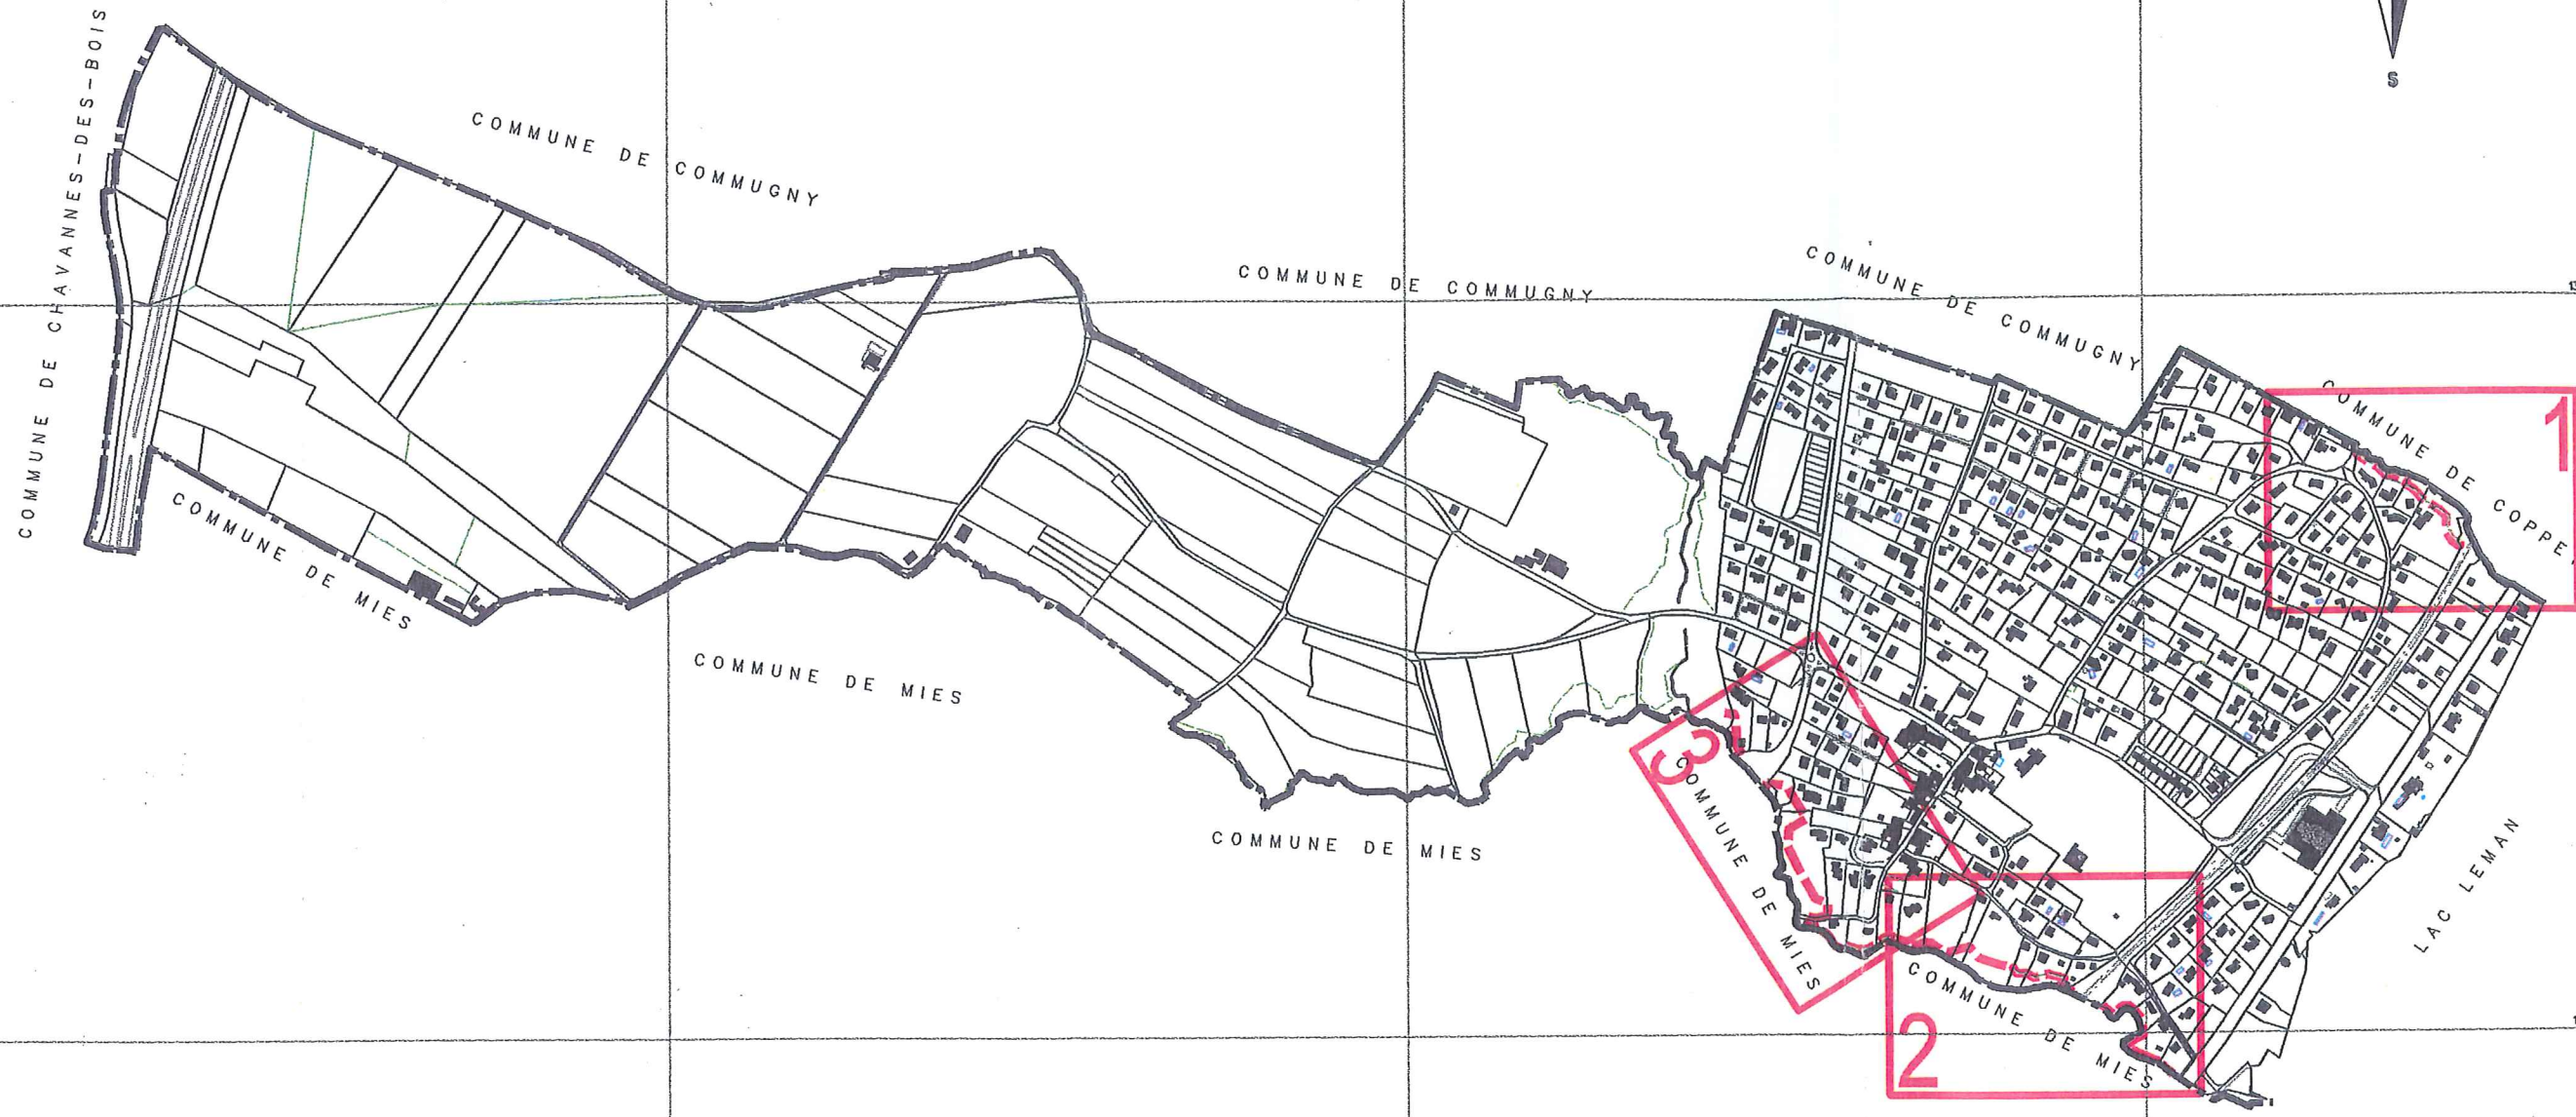 S
COMMUNE DE CHAVANNES-DES-BOIS
COMMUNE DE COMMUGNY
COMMUNE DE COMMUGNY
COMMUNE DE COMMUGNY
1
COMMUNE DE COPPE
COMMUNE DE MIES
COMMUNE DE MIES
COMMUNE DE MIES
3
COMMUNE DE MIES
LAC LEMAN
2
COMMUNE DE MIES